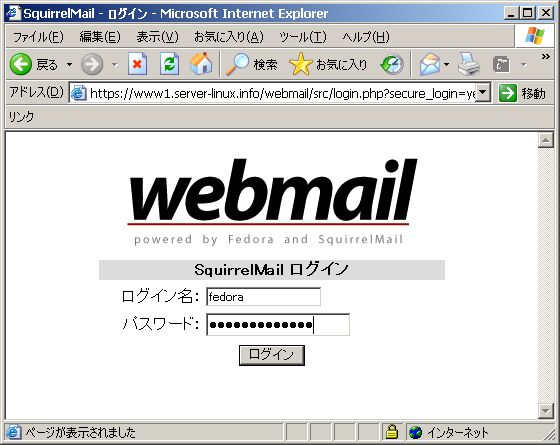 SquirrelMail - ログイン - Microsoft Internet Explorer
ファイル(F) 編集(E) 表示(V) お気に入り(A) ツール(T) ヘルプ(H)
戻る 検索 お気に入り
アドレス(D) https://www1.server-linux.info/webmail/src/login.php?secure_login=ye 移動
リンク
webmail
powered by Fedora and SquirrelMail
SquirrelMail ログイン
ログイン名: fedora
パスワード: ●●●●●●●●●●●●●
ログイン
ページが表示されました インターネット